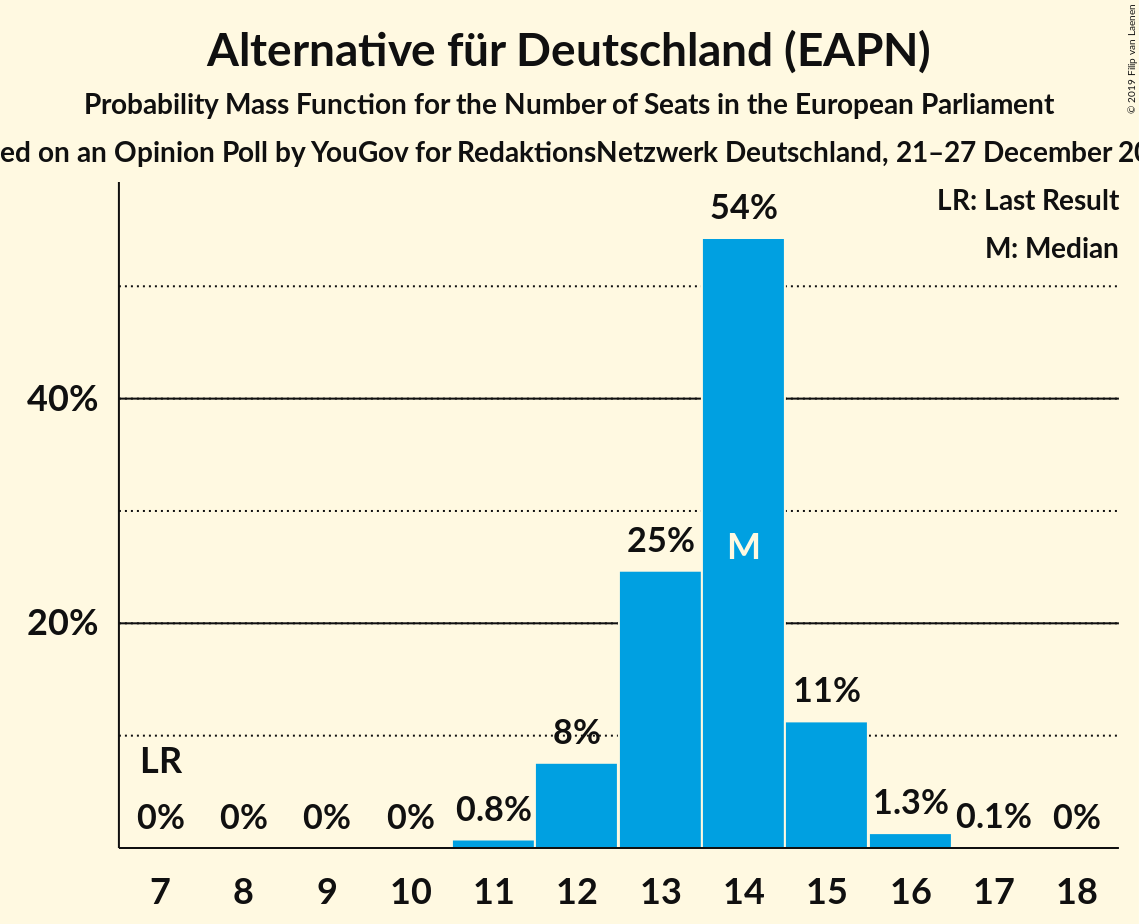 © 2019 Filip van Laenen
Alternative für Deutschland (EAPN)
Probability Mass Function for the Number of Seats in the European Parliament
on an Opinion Poll by YouGov for RedaktionsNetzwerk Deutschland, 21–27 December
LR: Last Result
M: Median
54%
40%
25%
M
20%
11%
8%
LR
0% 0% 0% 0% 0.8% 1.3% 0.1% 0%
7 8 9 10 11 12 13 14 15 16 17 18